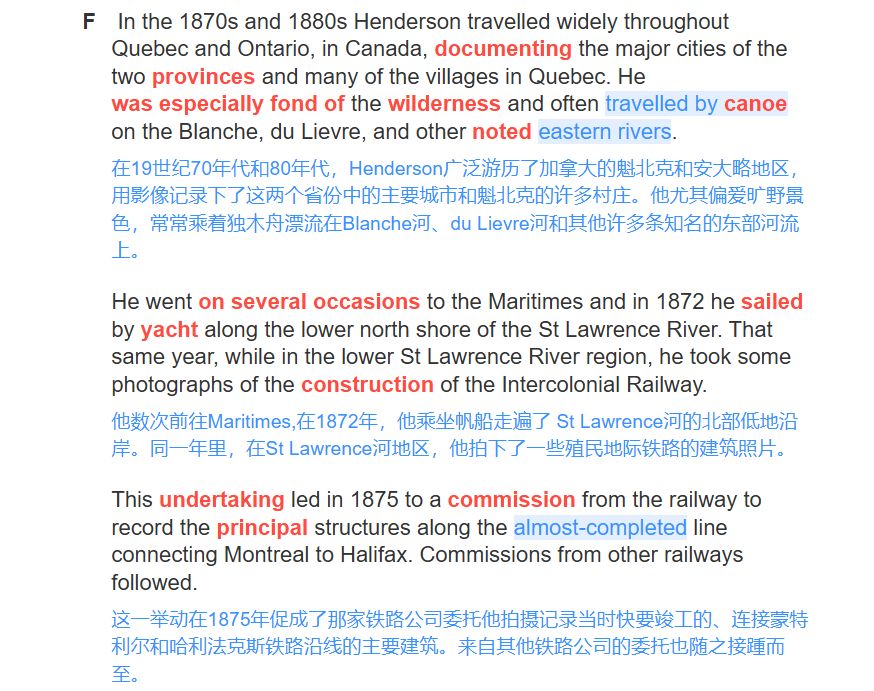 F In the 1870s and 1880s Henderson travelled widely throughout
Quebec and Ontario, in Canada, documenting the major cities of the
two provinces and many of the villages in Quebec. He
was especially fond of the wilderness and often travelled by canoe
on the Blanche, du Lievre, and other noted eastern rivers.
在19世纪70年代和80年代，Henderson广泛游历了加拿大的魁北克和安大略地区，
用影像记录下了这两个省份中的主要城市和魁北克的许多村庄。他尤其偏爱旷野景
色，常常乘着独木舟漂流在Blanche河、du Lievre河和其他许多条知名的东部河流
上。
He went on several occasions to the Maritimes and in 1872 he sailed
by yacht along the lower north shore of the St Lawrence River. That
same year, while in the lower St Lawrence River region, he took some
photographs of the construction of the Intercolonial Railway.
他数次前往Maritimes,在1872年，他乘坐帆船走遍了 St Lawrence河的北部低地沿
岸。同一年里，在St Lawrence河地区，他拍下了一些殖民地际铁路的建筑照片。
This undertaking led in 1875 to a commission from the railway to
record the principal structures along the almost-completed line
connecting Montreal to Halifax. Commissions from other railways
followed.
这一举动在1875年促成了那家铁路公司委托他拍摄记录当时快要竣工的、连接蒙特
利尔和哈利法克斯铁路沿线的主要建筑。来自其他铁路公司的委托也随之接踵而
至。